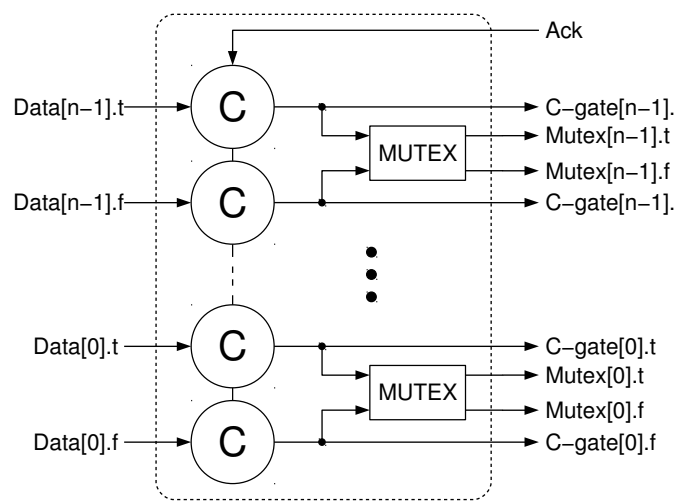 Ack
Data[n−1].t C C−gate[n−1].
MUTEX Mutex[n−1].t
Mutex[n−1].f
Data[n−1].f C C−gate[n−1].
Data[0].t C C−gate[0].t
MUTEX Mutex[0].t
Mutex[0].f
Data[0].f C C−gate[0].f